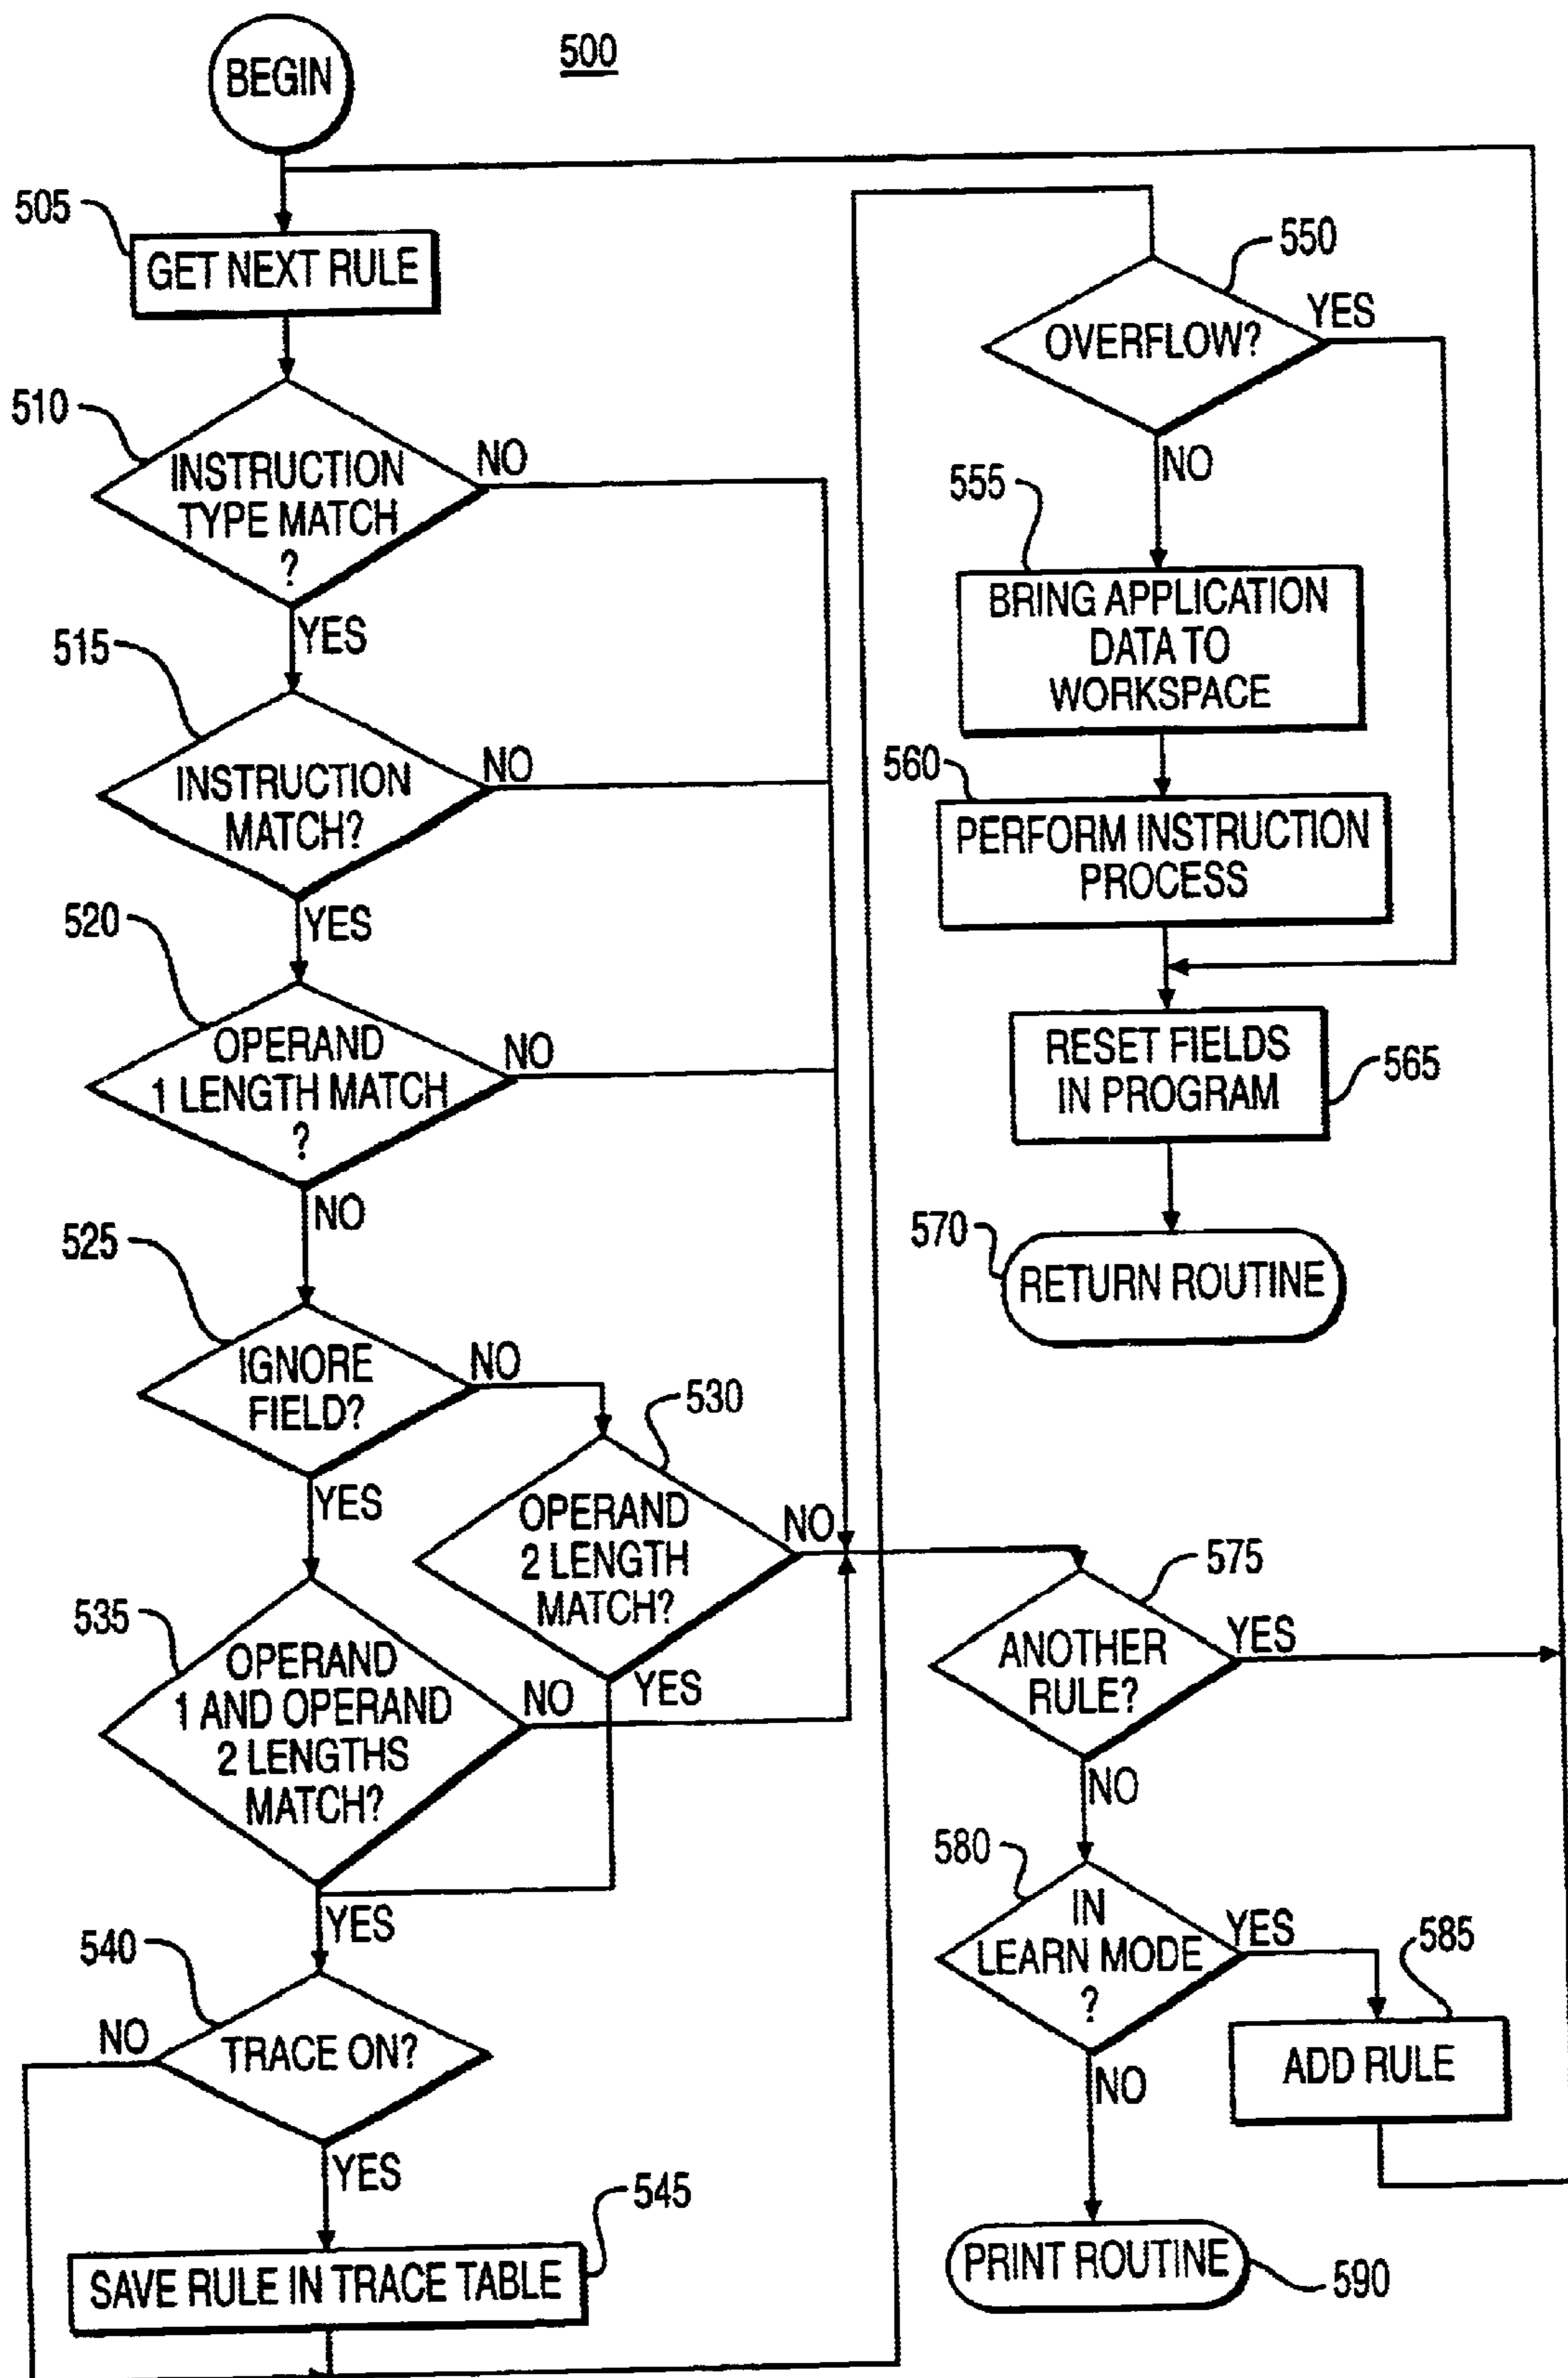 500
BEGIN
505
GET NEXT RULE
510
INSTRUCTION
TYPE MATCH
?
NO
YES
515
INSTRUCTION
MATCH?
NO
YES
520
OPERAND
1 LENGTH MATCH
?
NO
NO
525
IGNORE
FIELD?
NO
YES
530
OPERAND
2 LENGTH
MATCH?
NO
YES
535
OPERAND
1 AND OPERAND
2 LENGTHS
MATCH?
NO
YES
540
TRACE ON?
NO
YES
545
SAVE RULE IN TRACE TABLE
550
OVERFLOW?
YES
NO
555
BRING APPLICATION
DATA TO
WORKSPACE
560
PERFORM INSTRUCTION
PROCESS
RESET FIELDS
IN PROGRAM
565
570
RETURN ROUTINE
575
ANOTHER
RULE?
YES
NO
580
IN
LEARN MODE
?
YES
NO
585
ADD RULE
PRINT ROUTINE
590